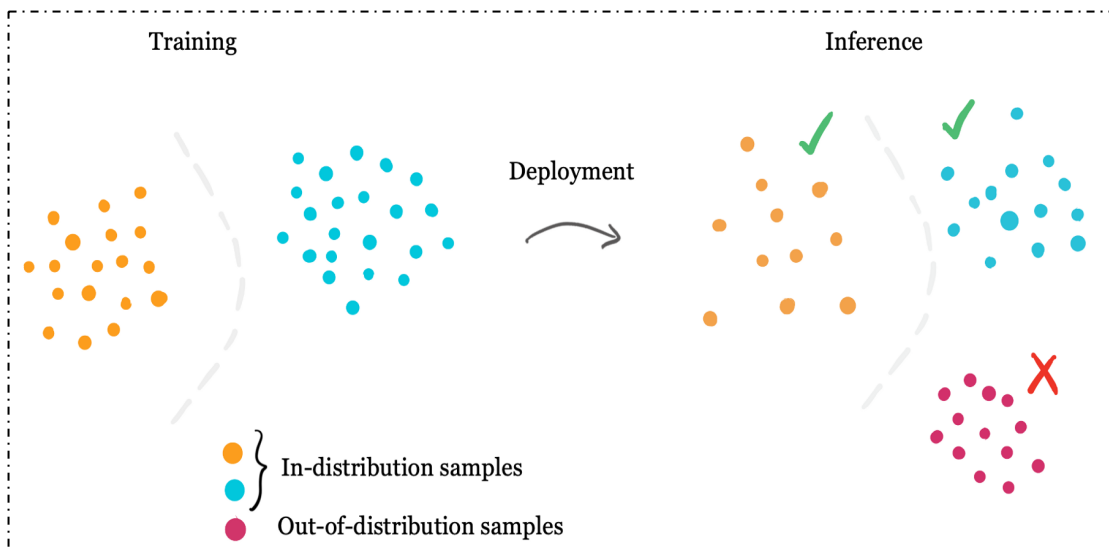 Training
Inference
Deployment
In-distribution samples
Out-of-distribution samples